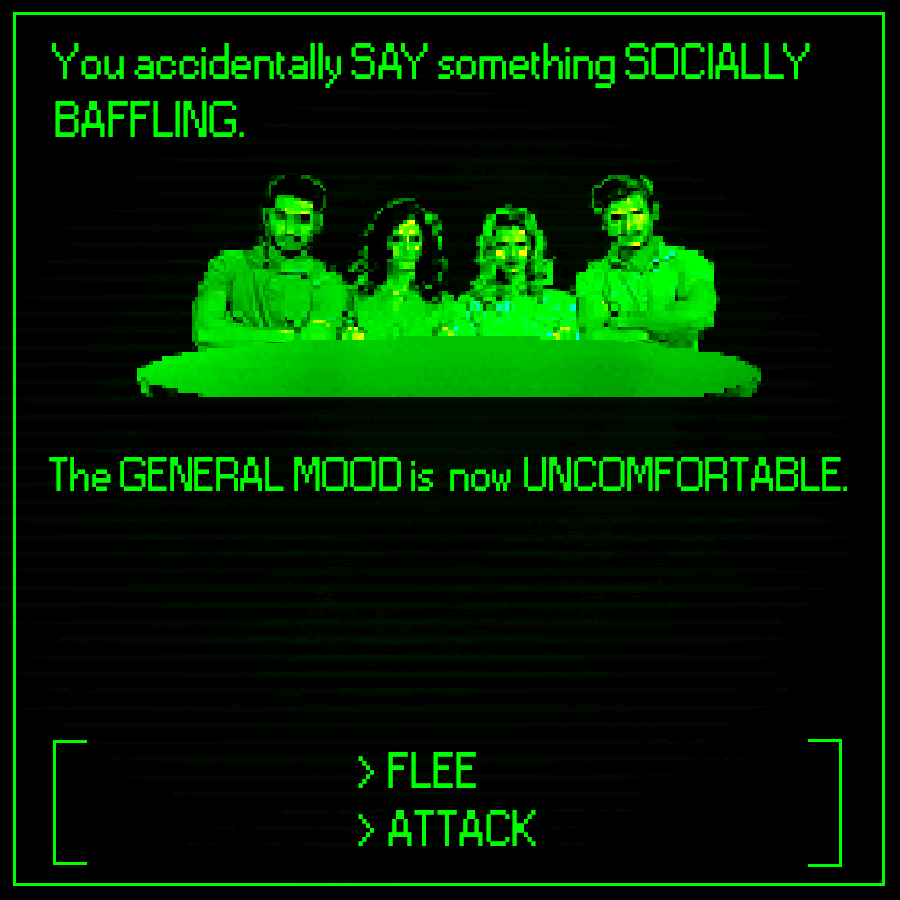 You accidentally SAY something SOCIALLY
BAFFLING.
The GENERAL MOOD is now UNCOMFORTABLE.
> FLEE
> ATTACK